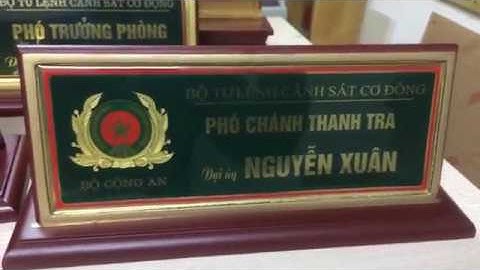 BỘ TƯ LỆNH CẢNH SÁT CƠ ĐỘNG
PHÓ TRƯỞNG PHÒNG
BỘ TƯ LỆNH CẢNH SÁT CƠ ĐỘNG
PHÓ CHÁNH THANH TRA
Đại úy NGUYỄN XUÂN
BỘ CÔNG AN